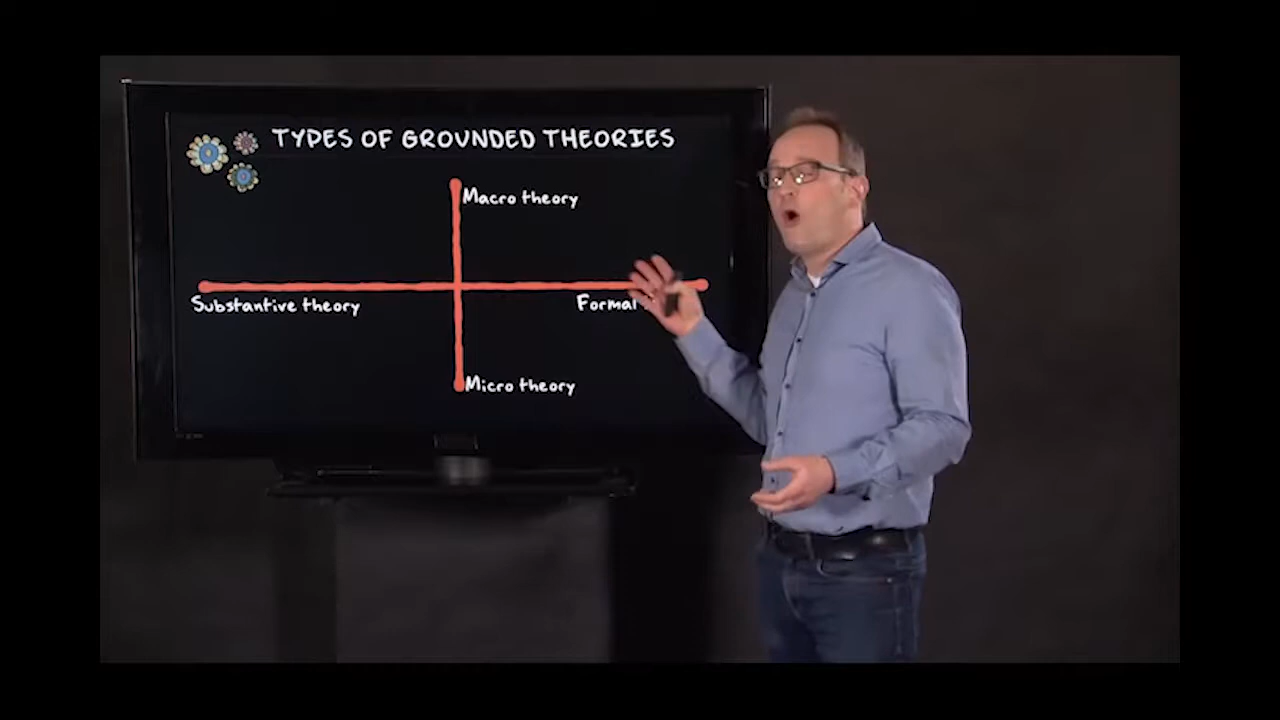 TYPES OF GROUNDED THEORIES
Macro theory
Substantive theory
Formal
Micro theory